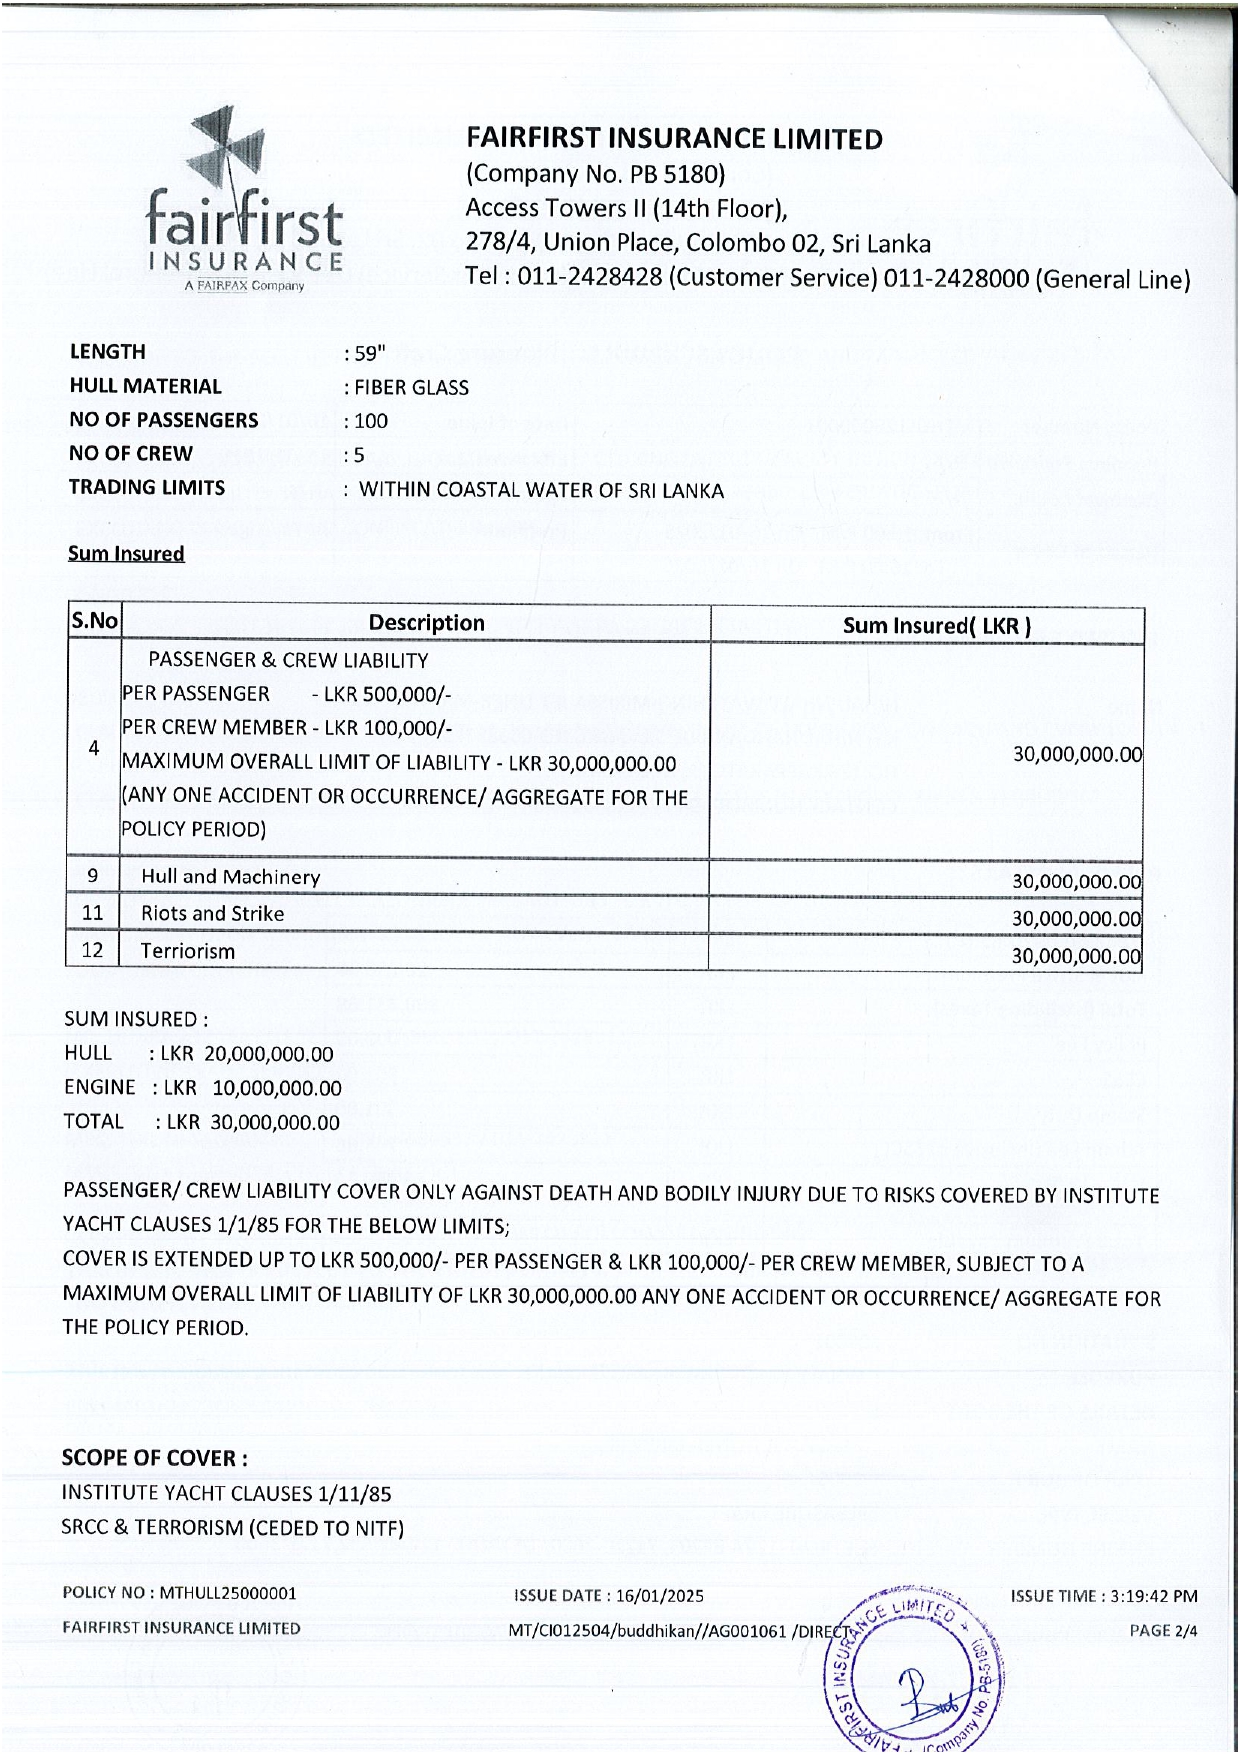 fairfirst
INSURANCE
A FAIRFAX Company
FAIRFIRST INSURANCE LIMITED
(Company No. PB 5180)
Access Towers II (14th Floor),
278/4, Union Place, Colombo 02, Sri Lanka
Tel : 011-2428428 (Customer Service) 011-2428000 (General Line)
LENGTH : 59"
HULL MATERIAL : FIBER GLASS
NO OF PASSENGERS : 100
NO OF CREW : 5
TRADING LIMITS : WITHIN COASTAL WATER OF SRI LANKA
Sum Insured
S.No Description Sum Insured( LKR )
PASSENGER & CREW LIABILITY
PER PASSENGER - LKR 500,000/-
PER CREW MEMBER - LKR 100,000/-
4 MAXIMUM OVERALL LIMIT OF LIABILITY - LKR 30,000,000.00 30,000,000.00
(ANY ONE ACCIDENT OR OCCURRENCE/ AGGREGATE FOR THE
POLICY PERIOD)
9 Hull and Machinery 30,000,000.00
11 Riots and Strike 30,000,000.00
12 Terriorism 30,000,000.00
SUM INSURED :
HULL : LKR 20,000,000.00
ENGINE : LKR 10,000,000.00
TOTAL : LKR 30,000,000.00
PASSENGER/ CREW LIABILITY COVER ONLY AGAINST DEATH AND BODILY INJURY DUE TO RISKS COVERED BY INSTITUTE
YACHT CLAUSES 1/1/85 FOR THE BELOW LIMITS;
COVER IS EXTENDED UP TO LKR 500,000/- PER PASSENGER & LKR 100,000/- PER CREW MEMBER, SUBJECT TO A
MAXIMUM OVERALL LIMIT OF LIABILITY OF LKR 30,000,000.00 ANY ONE ACCIDENT OR OCCURRENCE/ AGGREGATE FOR
THE POLICY PERIOD.
SCOPE OF COVER :
INSTITUTE YACHT CLAUSES 1/11/85
SRCC & TERRORISM (CEDED TO NITF)
POLICY NO : MTHULL25000001 ISSUE DATE : 16/01/2025 ISSUE TIME : 3:19:42 PM
FAIRFIRST INSURANCE LIMITED MT/CI012504/buddhikan//AG001061 /DIRECT PAGE 2/4
FAIRFIRST INSURANCE LIMITED
(Company No. PB-5180)